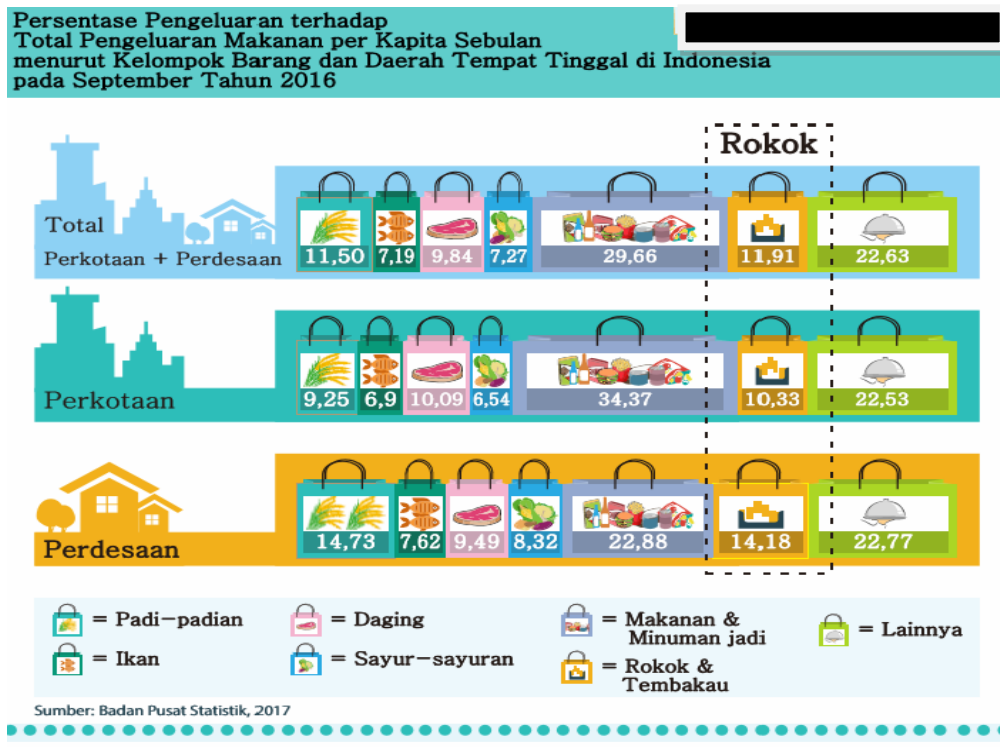 Persentase Pengeluaran terhadap
Total Pengeluaran Makanan per Kapita Sebulan
menurut Kelompok Barang dan Daerah Tempat Tinggal di Indonesia
pada September Tahun 2016
Rokok
Total
Perkotaan + Perdesaan
11,50 7,19 9,84 7,27 29,66 11,91 22,63
Perkotaan
9,25 6,9 10,09 6,54 34,37 10,33 22,53
Perdesaan
14,73 7,62 9,49 8,32 22,88 14,18 22,77
= Padi-padian
= Ikan
= Daging
= Sayur-sayuran
= Makanan &
Minuman jadi
= Rokok &
Tembakau
= Lainnya
Sumber: Badan Pusat Statistik, 2017